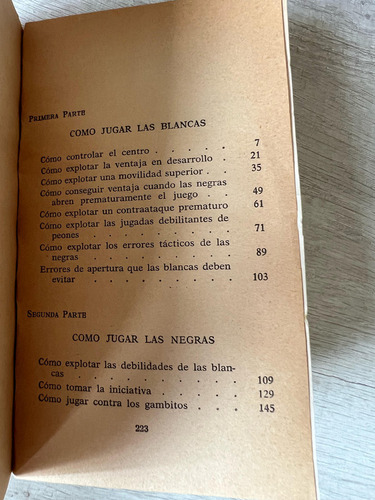 PRIMERA PARTE
COMO JUGAR LAS BLANCAS
Cómo controlar el centro . . . . . 7
Cómo explotar la ventaja en desarrollo . 21
Cómo explotar una movilidad superior . . 35
Cómo conseguir ventaja cuando las negras
abren prematuramente el juego . . 49
Cómo explotar un contraataque prematuro 61
Cómo explotar las jugadas debilitantes de
peones . . . . . . . . 71
Cómo explotar los errores tácticos de las
negras . . . . . . . . 89
Errores de apertura que las blancas deben
evitar . . . . . . . . 103
SEGUNDA PARTE
COMO JUGAR LAS NEGRAS
Cómo explotar las debilidades de las blan-
cas . . . . . . . . . 109
Cómo tomar la iniciativa . . . . . 129
Cómo jugar contra los gambitos . . . 145
223